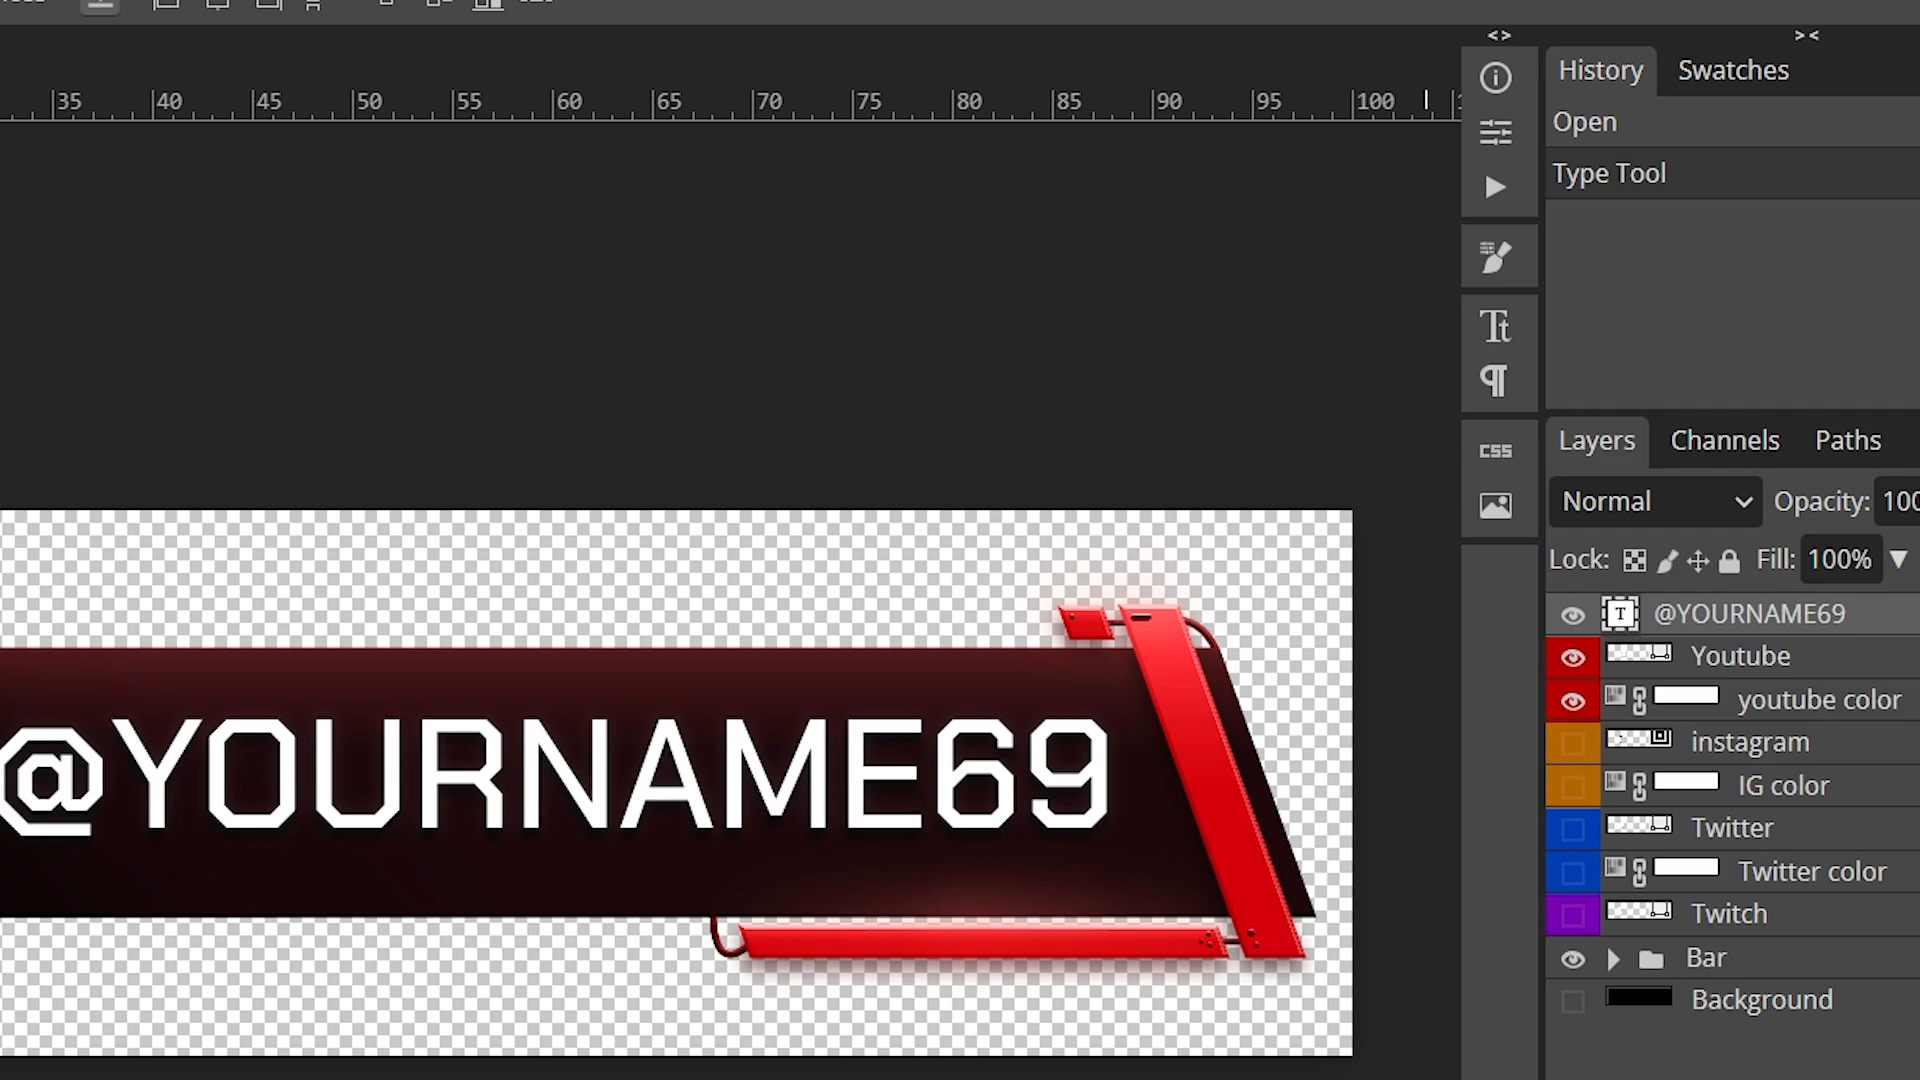 History Swatches
35 40 45 50 55 60 65 70 75 80 85 90 95 100
Open
Type Tool
Tt
¶
CSS
Layers Channels Paths
Normal Opacity: 100
Lock: Fill: 100%
T @YOURNAME69
Youtube
youtube color
instagram
IG color
Twitter
Twitter color
Twitch
Bar
Background
@YOURNAME69